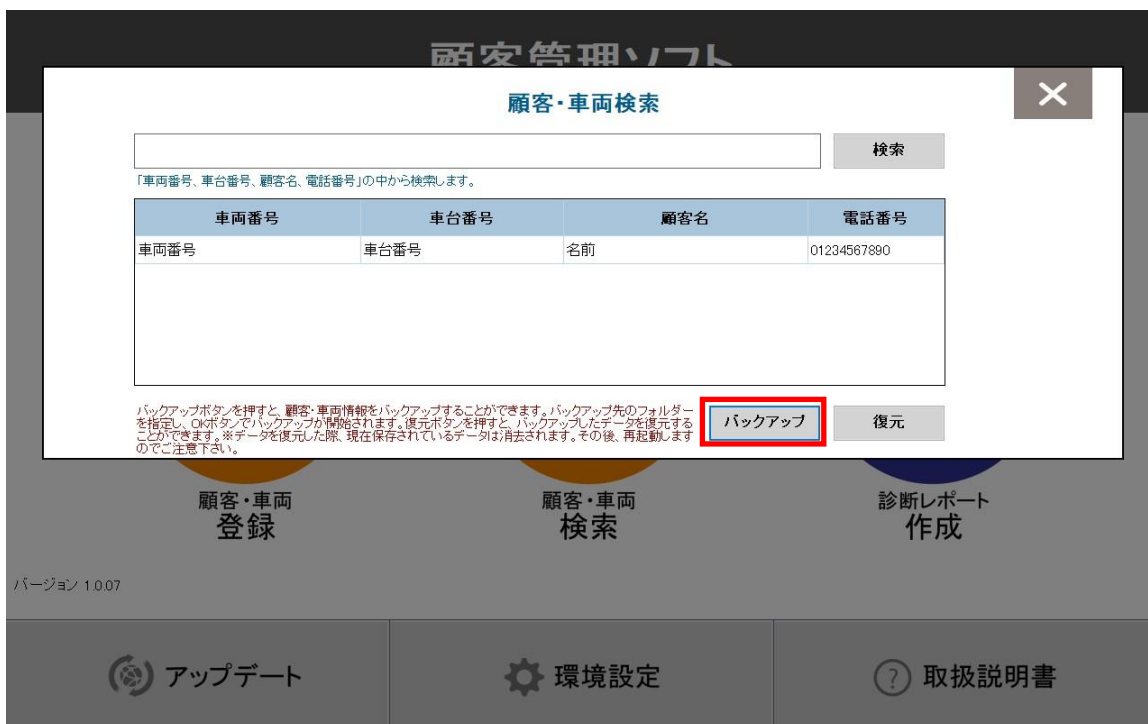 顧客管理ソフト
顧客・車両検索
検索
「車両番号、車台番号、顧客名、電話番号」の中から検索します。
車両番号 車台番号 顧客名 電話番号
車両番号 車台番号 名前 01234567890
バックアップボタンを押すと、顧客・車両情報をバックアップすることができます。バックアップ先のフォルダー
を指定し、OKボタンでバックアップが開始されます。復元ボタンを押すと、バックアップしたデータを復元する
ことができます。※データを復元した際、現在保存されているデータは消去されます。その後、再起動します
のでご注意下さい。
バックアップ 復元
顧客・車両 顧客・車両 診断レポート
登録 検索 作成
バージョン 1.0.07
アップデート 環境設定 取扱説明書